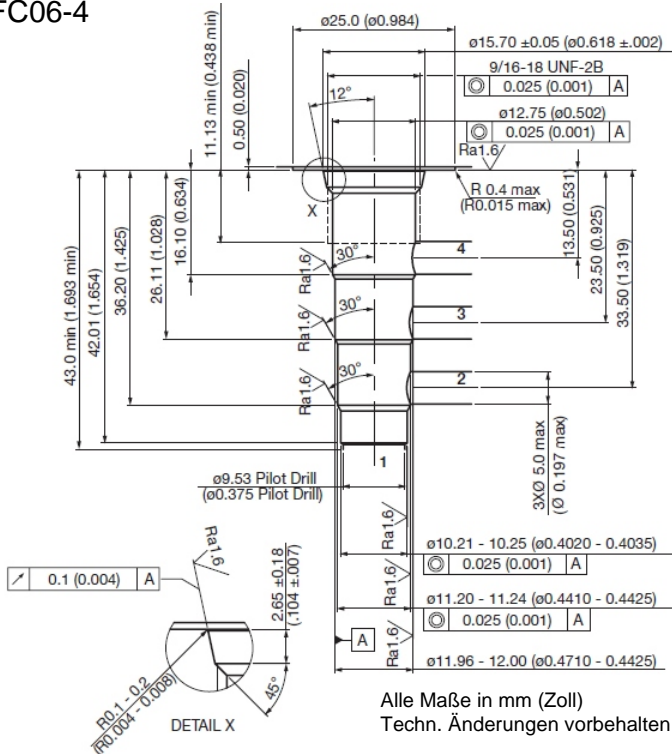 FC06-4
ø25.0 (ø0.984)
ø15.70 ±0.05 (ø0.618 ±.002)
9/16-18 UNF-2B
0.025 (0.001) A
ø12.75 (ø0.502)
0.025 (0.001) A
Ra1.6
12°
11.13 min (0.438 min)
0.50 (0.020)
X
R 0.4 max
(R0.015 max)
43.0 min (1.693 min)
42.01 (1.654)
36.20 (1.425)
26.11 (1.028)
16.10 (0.634)
13.50 (0.531)
23.50 (0.925)
33.50 (1.319)
Ra1.6
30°
4
Ra1.6
30°
3
Ra1.6
30°
2
1
3XØ 5.0 max
(Ø 0.197 max)
ø9.53 Pilot Drill
(ø0.375 Pilot Drill)
Ra1.6
ø10.21 - 10.25 (ø0.4020 - 0.4035)
0.025 (0.001) A
Ra1.6
ø11.20 - 11.24 (ø0.4410 - 0.4425)
0.025 (0.001) A
Ra1.6
A
ø11.96 - 12.00 (ø0.4710 - 0.4425)
0.1 (0.004) A
Ra1.6
2.65 ±0.18
(.104 ±.007)
R0.1 - 0.2
(R0.004 - 0.008)
45°
DETAIL X
Alle Maße in mm (Zoll)
Techn. Änderungen vorbehalten